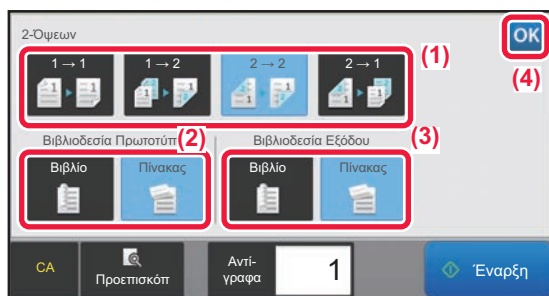 2-Όψεων
OK
1 → 1
1 → 2
2 → 2
2 → 1
(1)
(4)
Βιβλιοδεσία Πρωτοτύπ
(2)
Βιβλιοδεσία Εξόδου
(3)
Βιβλίο
Πίνακας
Βιβλίο
Πίνακας
CA
Προεπισκόπ
Αντί-
γραφα
1
Έναρξη